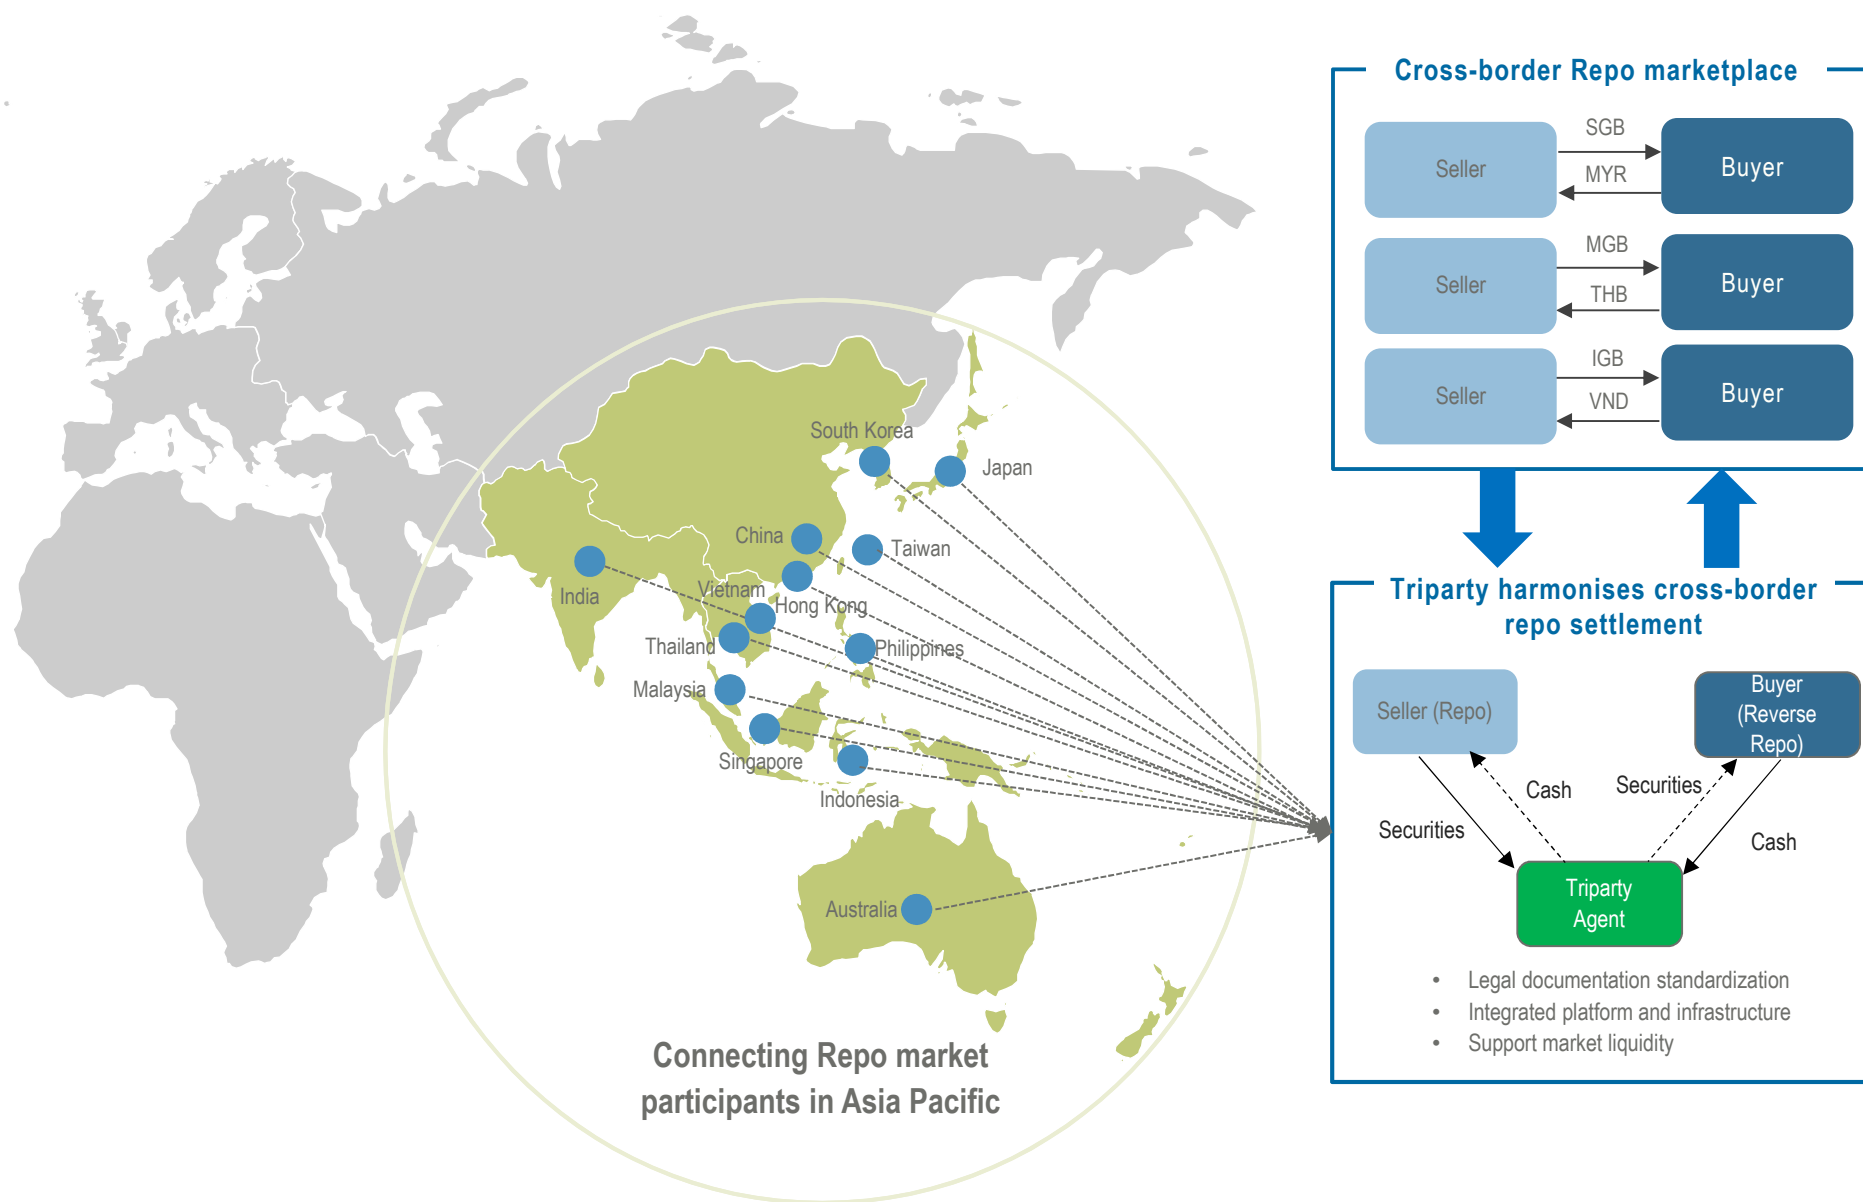 Cross-border Repo marketplace
Seller
SGB
MYR
Buyer
Seller
MGB
THB
Buyer
Seller
IGB
VND
Buyer
South Korea
Japan
China
Taiwan
India
Vietnam
Hong Kong
Thailand
Philippines
Malaysia
Singapore
Indonesia
Australia
Connecting Repo market
participants in Asia Pacific
Triparty harmonises cross-border
repo settlement
Seller (Repo)
Buyer
(Reverse
Repo)
Cash
Securities
Securities
Cash
Triparty
Agent
• Legal documentation standardization
• Integrated platform and infrastructure
• Support market liquidity